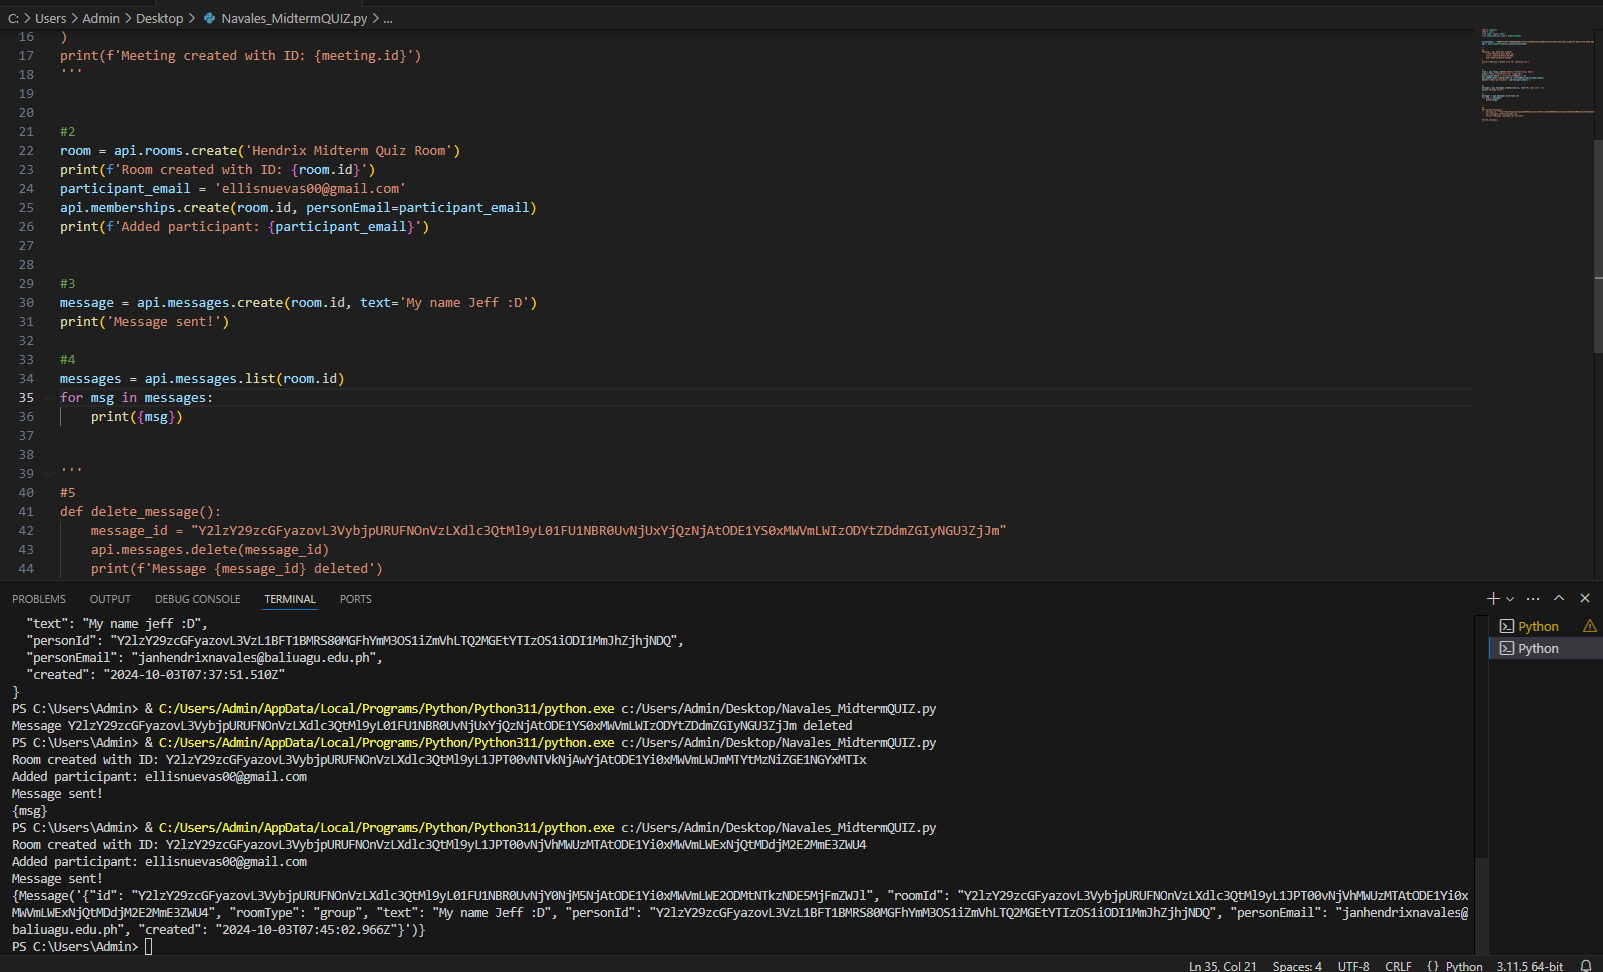 C: > Users > Admin > Desktop > Navales_MidtermQUIZ.py > ...
16 )
17 print(f'Meeting created with ID: {meeting.id}')
18 '''
19
20
21 #2
22 room = api.rooms.create('Hendrix Midterm Quiz Room')
23 print(f'Room created with ID: {room.id}')
24 participant_email = 'ellisnuevas00@gmail.com'
25 api.memberships.create(room.id, personEmail=participant_email)
26 print(f'Added participant: {participant_email}')
27
28
29 #3
30 message = api.messages.create(room.id, text='My name Jeff :D')
31 print('Message sent!')
32
33 #4
34 messages = api.messages.list(room.id)
35 for msg in messages:
36     print({msg})
37
38
39 '''
40 #5
41 def delete_message():
42     message_id = "Y2lzY29zcGFyazovL3VybjpURUFNOnVzLXdlc3QtMl9yL01FU1NBR0UvNjUxYjQzNjAtODE1YS0xMWVmLWIzODYtZDdmZGIyNGU3ZjJm"
43     api.messages.delete(message_id)
44     print(f'Message {message_id} deleted')
PROBLEMS OUTPUT DEBUG CONSOLE TERMINAL PORTS
"text": "My name jeff :D",
"personId": "Y2lzY29zcGFyazovL3VzL1BFT1BMRS80MGFhYmM3OS1iZmVhLTQ2MGEtYTIzOS1iODI1MmJhZjhjNDQ",
"personEmail": "janhendrixnavales@baliuagu.edu.ph",
"created": "2024-10-03T07:37:51.510Z"
}
PS C:\Users\Admin> & C:/Users/Admin/AppData/Local/Programs/Python/Python311/python.exe c:/Users/Admin/Desktop/Navales_MidtermQUIZ.py
Message Y2lzY29zcGFyazovL3VybjpURUFNOnVzLXdlc3QtMl9yL01FU1NBR0UvNjUxYjQzNjAtODE1YS0xMWVmLWIzODYtZDdmZGIyNGU3ZjJm deleted
PS C:\Users\Admin> & C:/Users/Admin/AppData/Local/Programs/Python/Python311/python.exe c:/Users/Admin/Desktop/Navales_MidtermQUIZ.py
Room created with ID: Y2lzY29zcGFyazovL3VybjpURUFNOnVzLXdlc3QtMl9yL1JPT00vNTVkNjAwYjAtODE1Yi0xMWVmLWJmMTYtMzNiZGE1NGYxMTIx
Added participant: ellisnuevas00@gmail.com
Message sent!
{msg}
PS C:\Users\Admin> & C:/Users/Admin/AppData/Local/Programs/Python/Python311/python.exe c:/Users/Admin/Desktop/Navales_MidtermQUIZ.py
Room created with ID: Y2lzY29zcGFyazovL3VybjpURUFNOnVzLXdlc3QtMl9yL1JPT00vNjVhMWUzMTAtODE1Yi0xMWVmLWExNjQtMDdjM2E2MmE3ZWU4
Added participant: ellisnuevas00@gmail.com
Message sent!
{Message('{"id": "Y2lzY29zcGFyazovL3VybjpURUFNOnVzLXdlc3QtMl9yL01FU1NBR0UvNjY0NjM5NjAtODE1Yi0xMWVmLWE2ODMtNTkzNDE5MjFmZWJl", "roomId": "Y2lzY29zcGFyazovL3VybjpURUFNOnVzLXdlc3QtMl9yL1JPT00vNjVhMWUzMTAtODE1Yi0x
MWVmLWExNjQtMDdjM2E2MmE3ZWU4", "roomType": "group", "text": "My name Jeff :D", "personId": "Y2lzY29zcGFyazovL3VzL1BFT1BMRS80MGFhYmM3OS1iZmVhLTQ2MGEtYTIzOS1iODI1MmJhZjhjNDQ", "personEmail": "janhendrixnavales@
baliuagu.edu.ph", "created": "2024-10-03T07:45:02.966Z"}')}
PS C:\Users\Admin>
Python
Python
Ln 35, Col 21 Spaces: 4 UTF-8 CRLF {} Python 3.11.5 64-bit